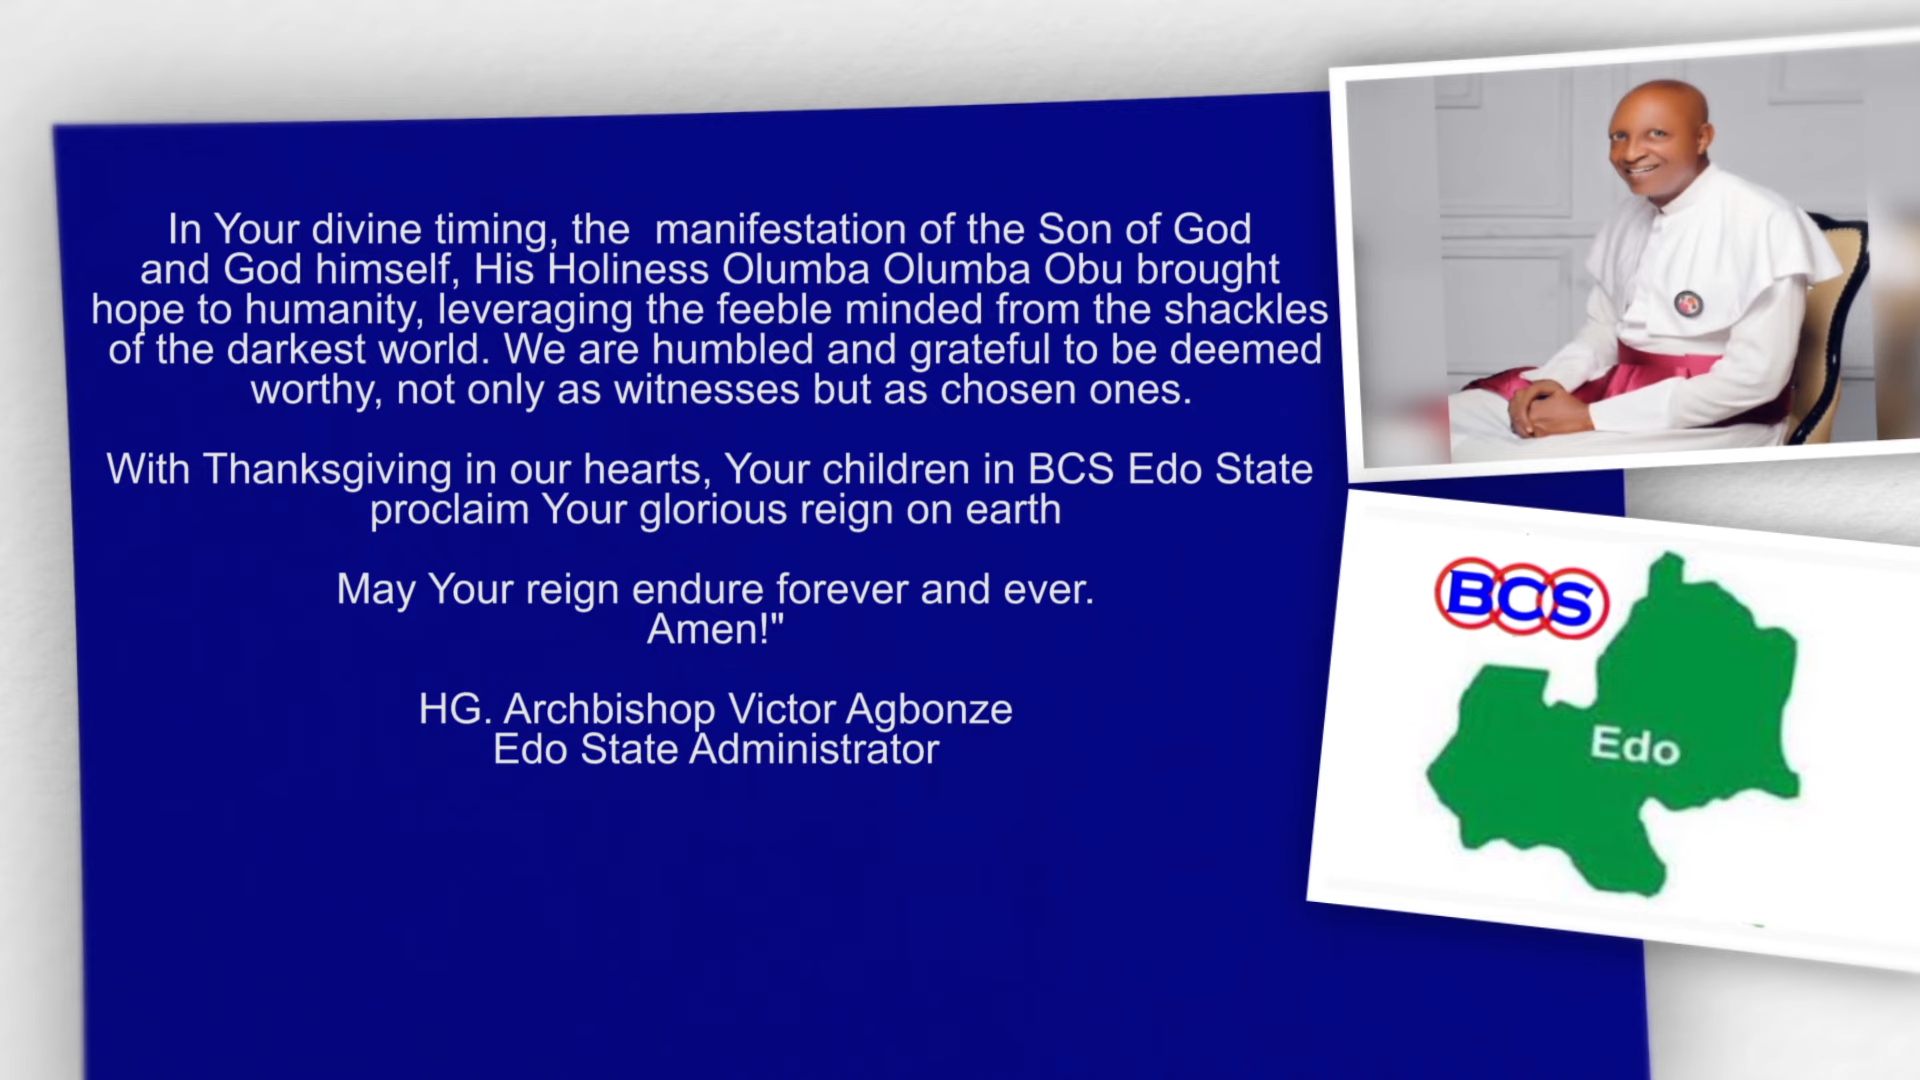 In Your divine timing, the  manifestation of the Son of God
and God himself, His Holiness Olumba Olumba Obu brought
hope to humanity, leveraging the feeble minded from the shackles
of the darkest world. We are humbled and grateful to be deemed
worthy, not only as witnesses but as chosen ones.
With Thanksgiving in our hearts, Your children in BCS Edo State
proclaim Your glorious reign on earth
May Your reign endure forever and ever.
Amen!"
HG. Archbishop Victor Agbonze
Edo State Administrator
BCS
Edo